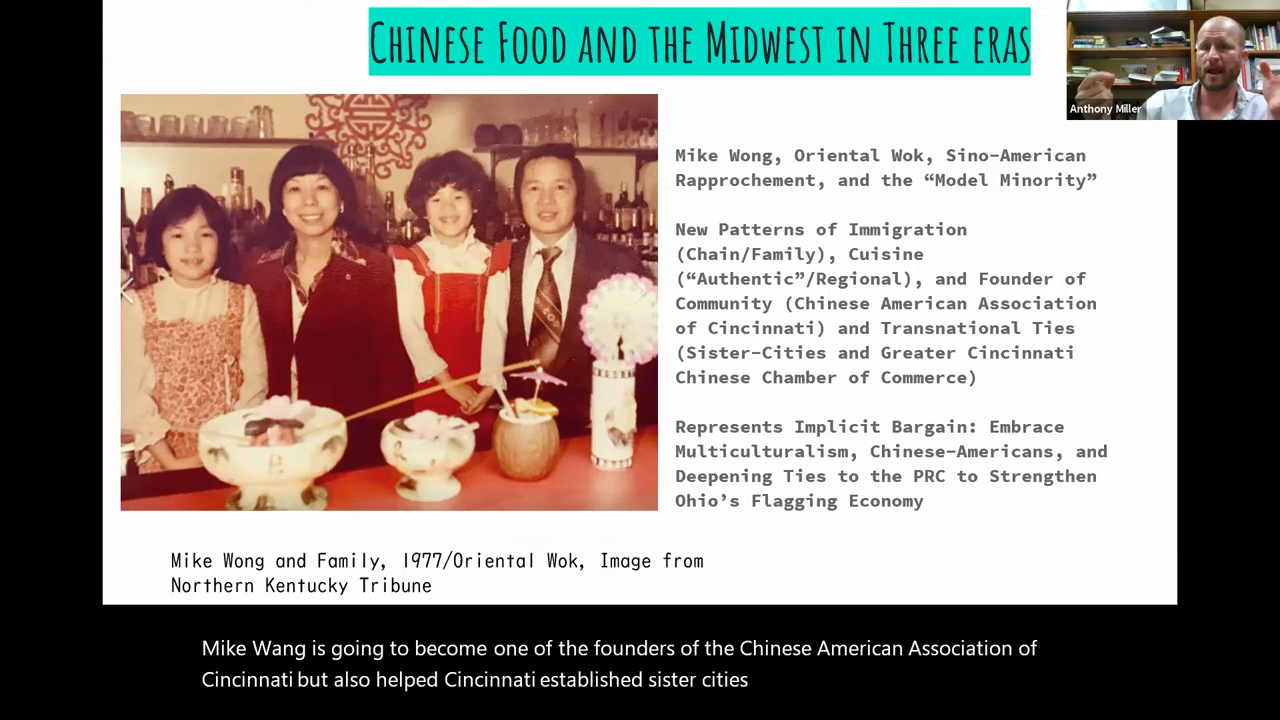 Chinese Food and the Midwest in Three eras
Anthony Miller
Mike Wong, Oriental Wok, Sino-American
Rapprochement, and the “Model Minority”
New Patterns of Immigration
(Chain/Family), Cuisine
(“Authentic”/Regional), and Founder of
Community (Chinese American Association
of Cincinnati) and Transnational Ties
(Sister-Cities and Greater Cincinnati
Chinese Chamber of Commerce)
Represents Implicit Bargain: Embrace
Multiculturalism, Chinese-Americans, and
Deepening Ties to the PRC to Strengthen
Ohio’s Flagging Economy
Mike Wong and Family, 1977/Oriental Wok, Image from
Northern Kentucky Tribune
Mike Wang is going to become one of the founders of the Chinese American Association of
Cincinnati but also helped Cincinnati established sister cities